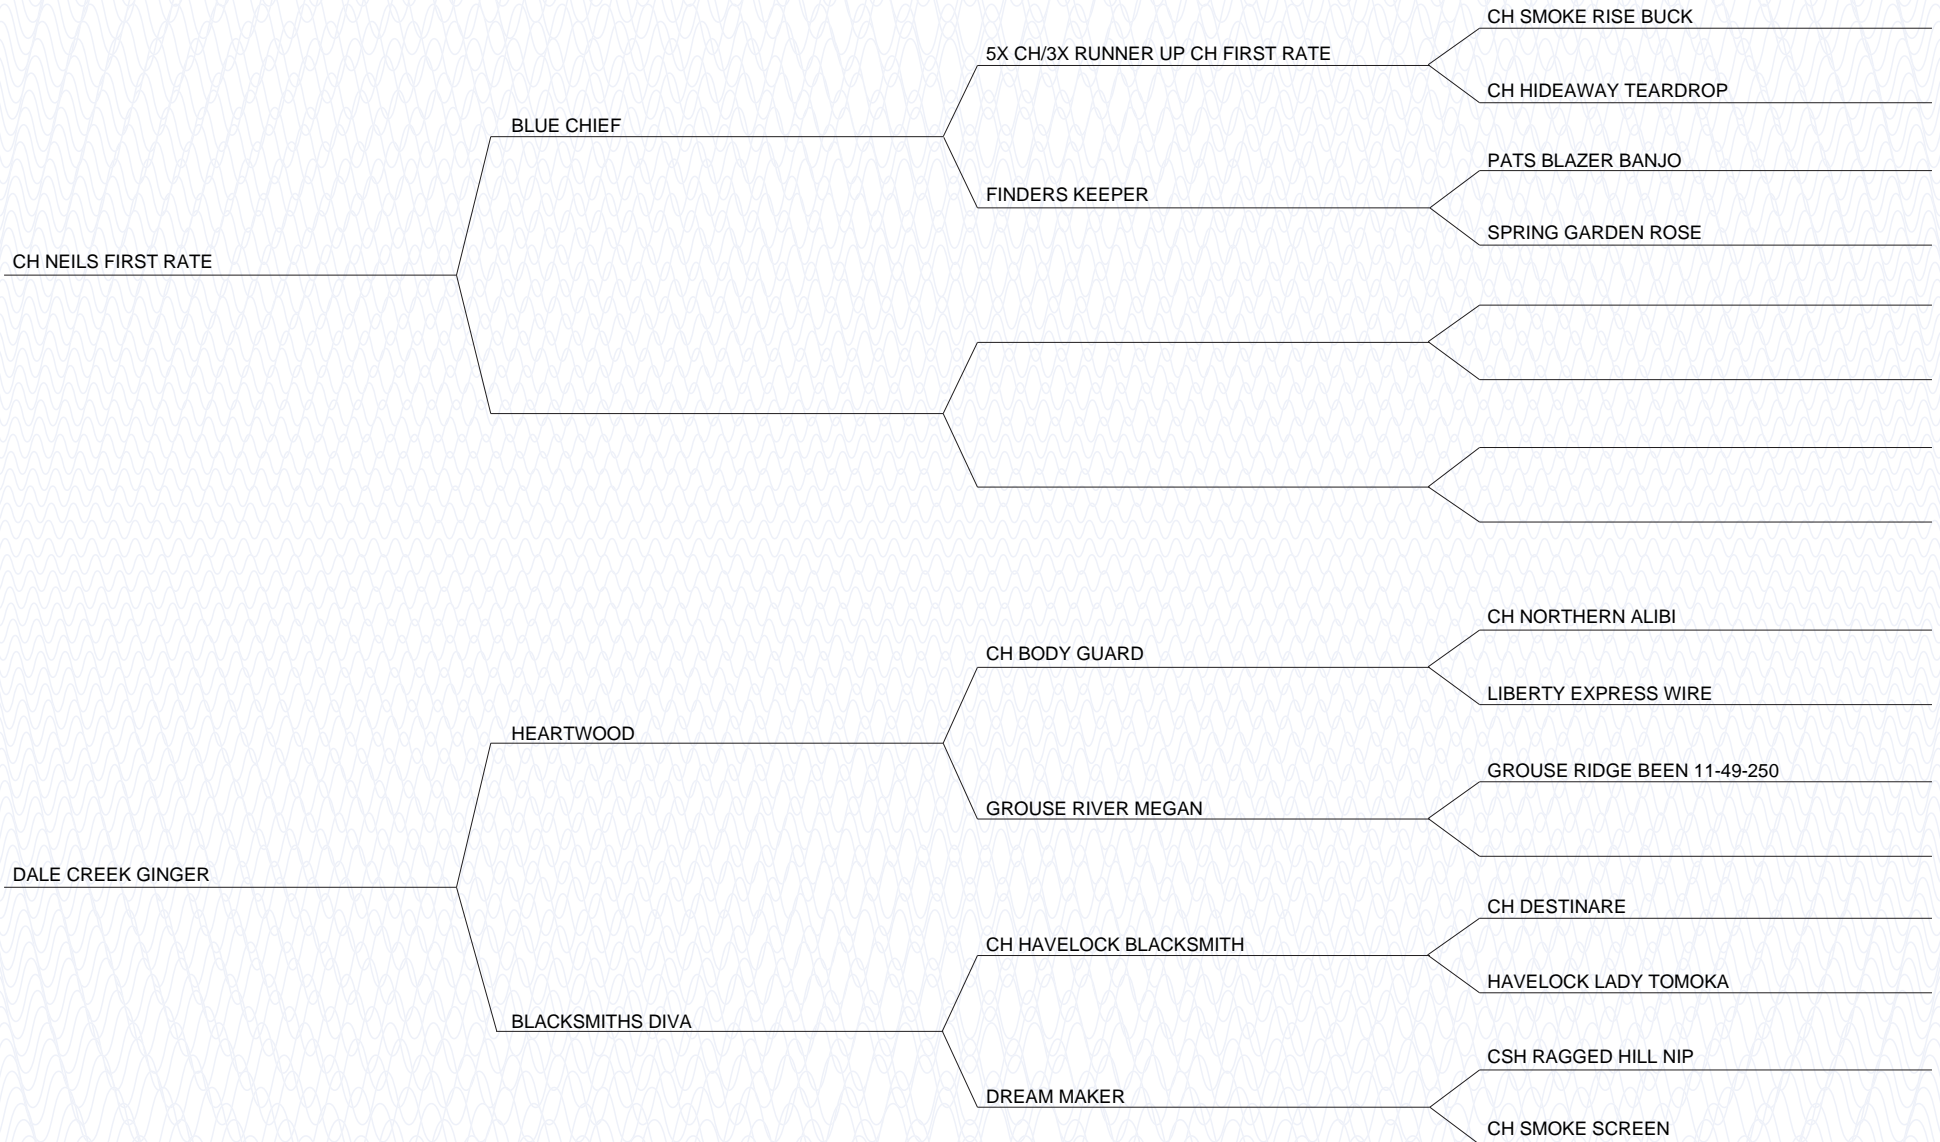 CH SMOKE RISE BUCK
5X CH/3X RUNNER UP CH FIRST RATE
CH HIDEAWAY TEARDROP
BLUE CHIEF
PATS BLAZER BANJO
FINDERS KEEPER
SPRING GARDEN ROSE
CH NEILS FIRST RATE
CH NORTHERN ALIBI
CH BODY GUARD
LIBERTY EXPRESS WIRE
HEARTWOOD
GROUSE RIDGE BEEN 11-49-250
GROUSE RIVER MEGAN
DALE CREEK GINGER
CH DESTINARE
CH HAVELOCK BLACKSMITH
HAVELOCK LADY TOMOKA
BLACKSMITHS DIVA
CSH RAGGED HILL NIP
DREAM MAKER
CH SMOKE SCREEN